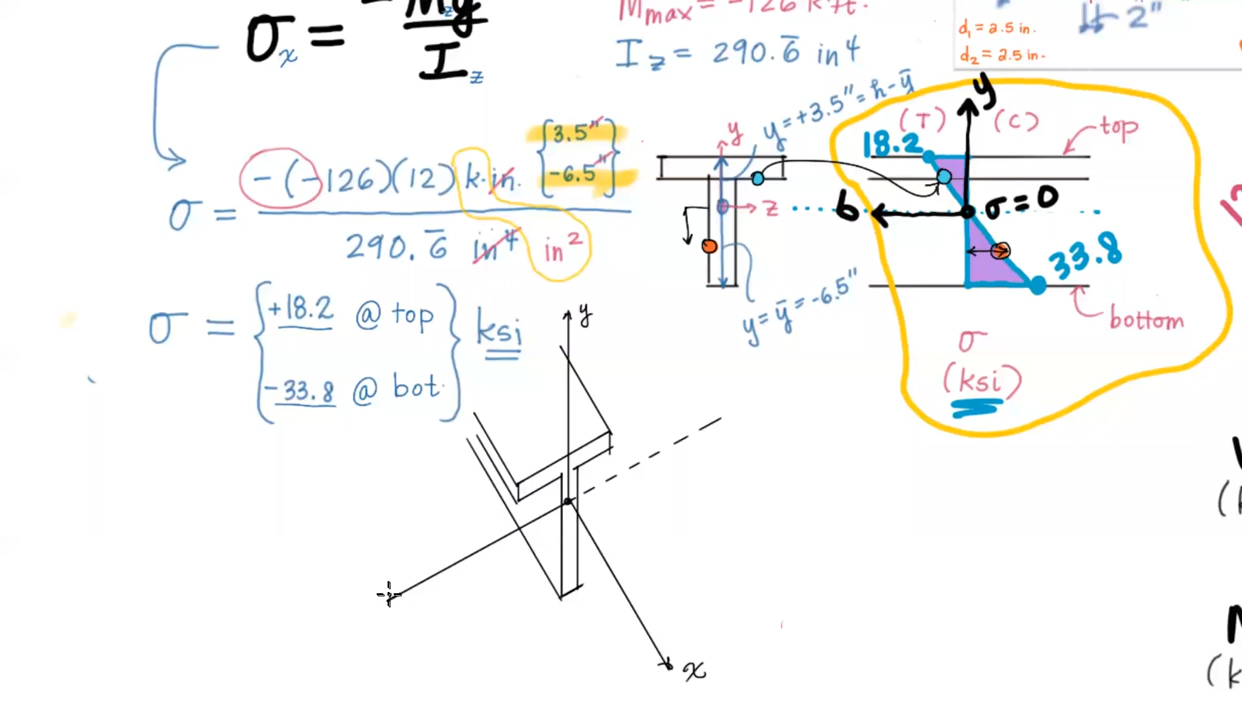 σx = -My / Iz
Mmax = -126 k ft.
Iz = 290.6̅ in⁴
d₁ = 2.5 in.
d₂ = 2.5 in.
2"
σ = -(-126)(12) k·in. {3.5" -6.5"} / 290.6̅ in⁴ in²
σ = {+18.2 @ top
-33.8 @ bot.} ksi
y = +3.5" = h-ȳ
y
z
y = ȳ = -6.5"
y
(T) (C)
top
18.2
σ = 0
33.8
bottom
σ
(ksi)
y
x